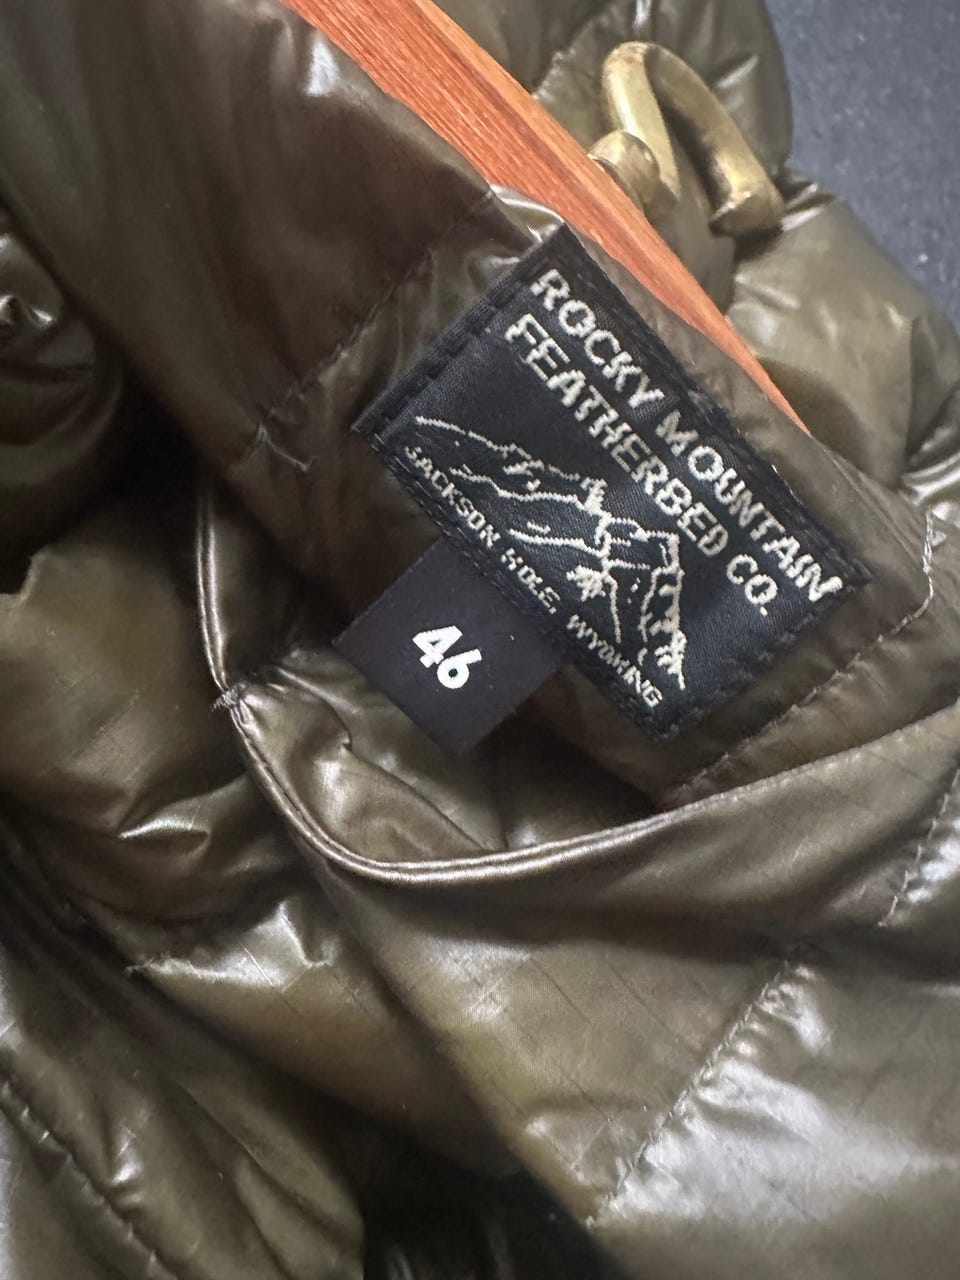 ROCKY MOUNTAIN
FEATHERBED CO.
JACKSON HOLE, WYOMING
46